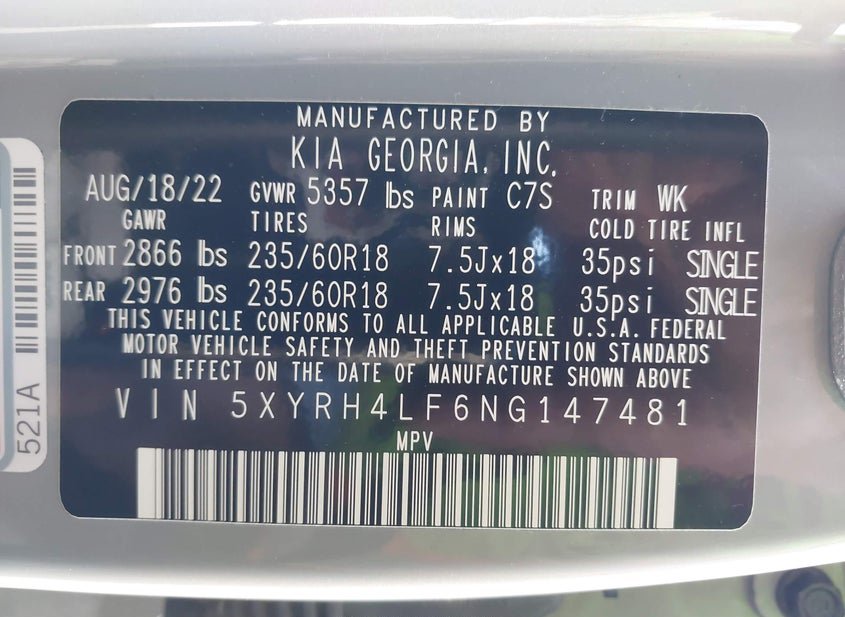 MANUFACTURED BY
KIA GEORGIA, INC.
AUG/18/22 GVWR 5357 lbs PAINT C7S TRIM WK
GAWR TIRES RIMS COLD TIRE INFL
FRONT 2866 lbs 235/60R18 7.5Jx18 35psi SINGLE
REAR 2976 lbs 235/60R18 7.5Jx18 35psi SINGLE
THIS VEHICLE CONFORMS TO ALL APPLICABLE U.S.A. FEDERAL
MOTOR VEHICLE SAFETY AND THEFT PREVENTION STANDARDS
IN EFFECT ON THE DATE OF MANUFACTURE SHOWN ABOVE
VIN 5XYRH4LF6NG147481
MPV
521A